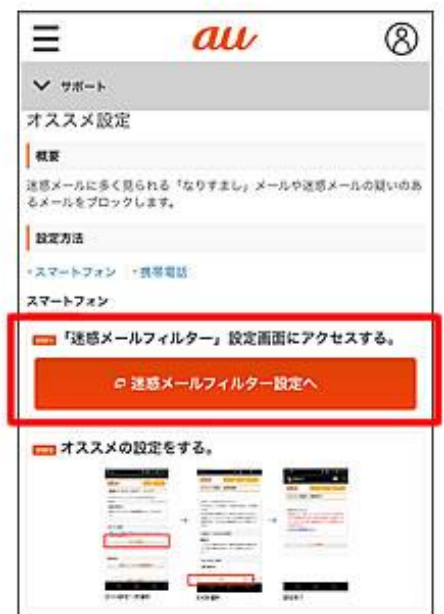 au
サポート
オススメ設定
概要
迷惑メールに多く見られる「なりすまし」メールや迷惑メールの疑いのあ
るメールをブロックします。
設定方法
・スマートフォン ・携帯電話
スマートフォン
「迷惑メールフィルター」設定画面にアクセスする。
迷惑メールフィルター設定へ
オススメの設定をする。